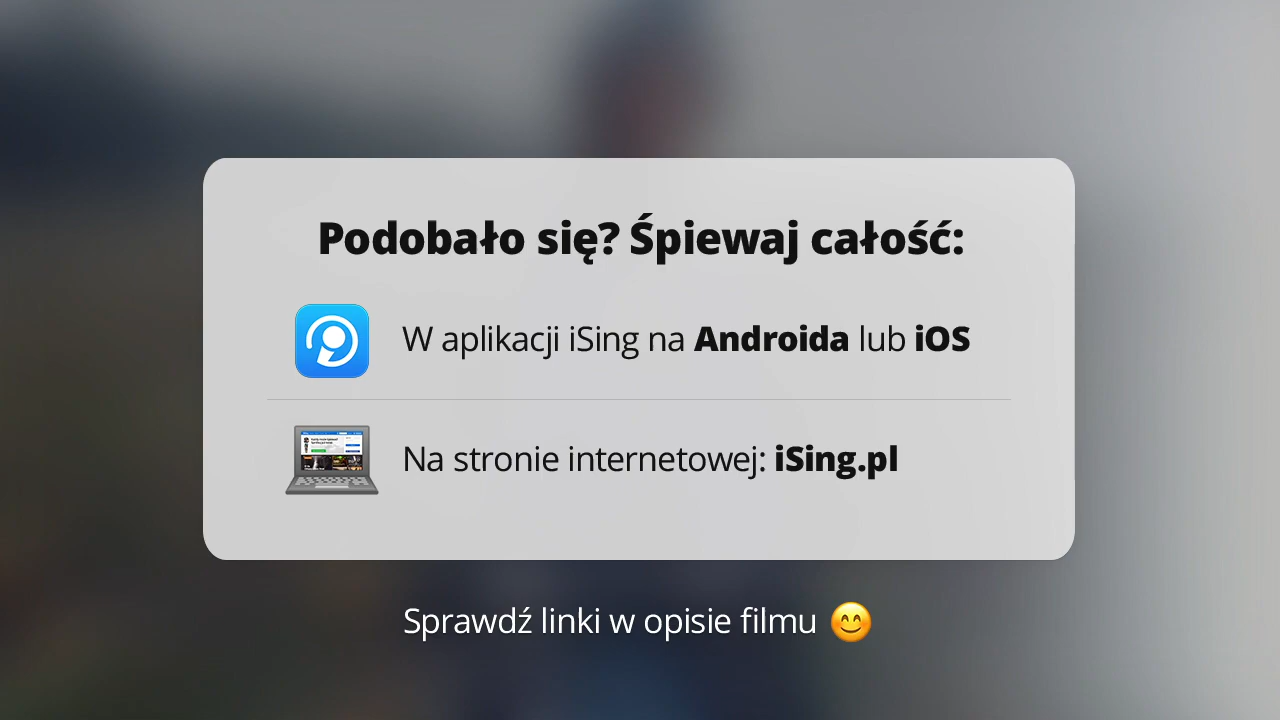 Podobało się? Śpiewaj całość:
W aplikacji iSing na Androida lub iOS
Na stronie internetowej: iSing.pl
Sprawdź linki w opisie filmu 😊